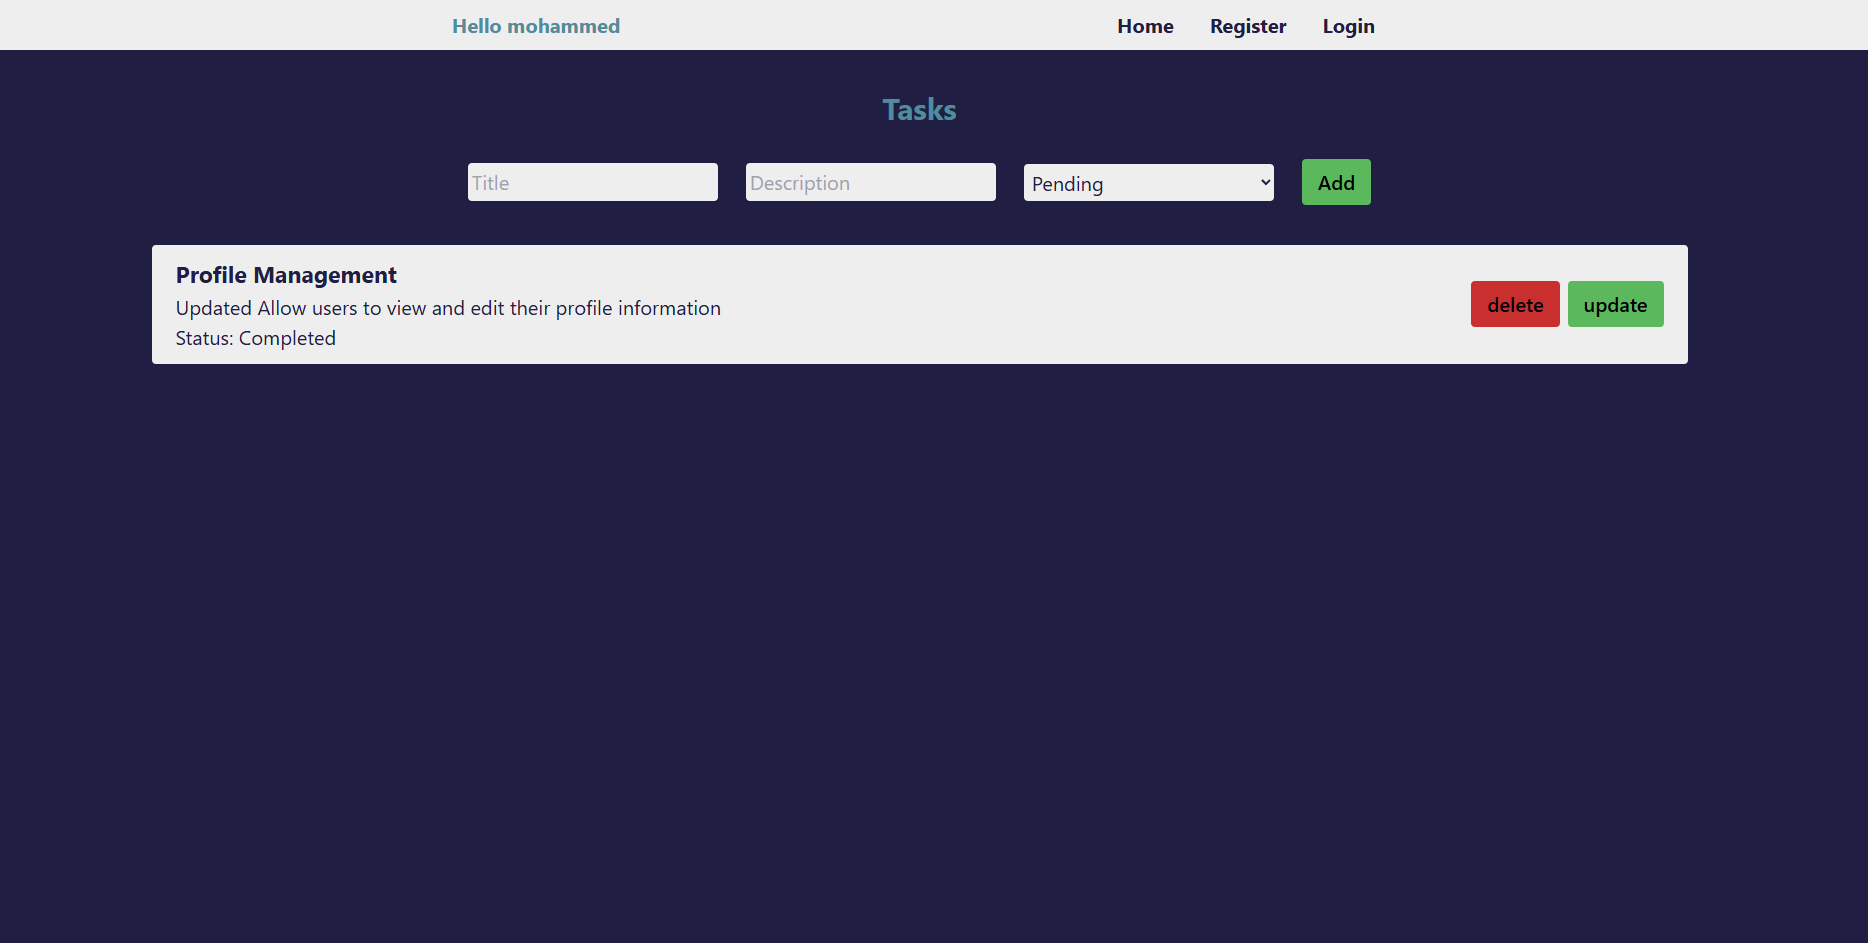 Hello mohammed Home Register Login
Tasks
Title Description Pending Add
Profile Management
Updated Allow users to view and edit their profile information
Status: Completed
delete update